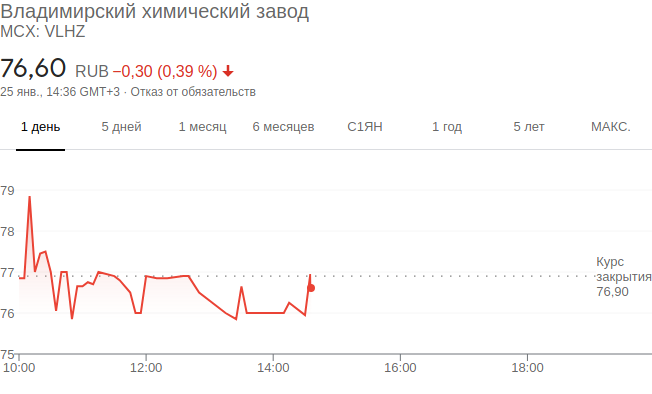 Владимирский химический завод
MCX: VLHZ
76,60 RUB −0,30 (0,39 %)
25 янв., 14:36 GMT+3 · Отказ от обязательств
1 день 5 дней 1 месяц 6 месяцев С1ЯН 1 год 5 лет МАКС.
79
78
77
76
75
Курс
закрытия
76,90
10:00 12:00 14:00 16:00 18:00